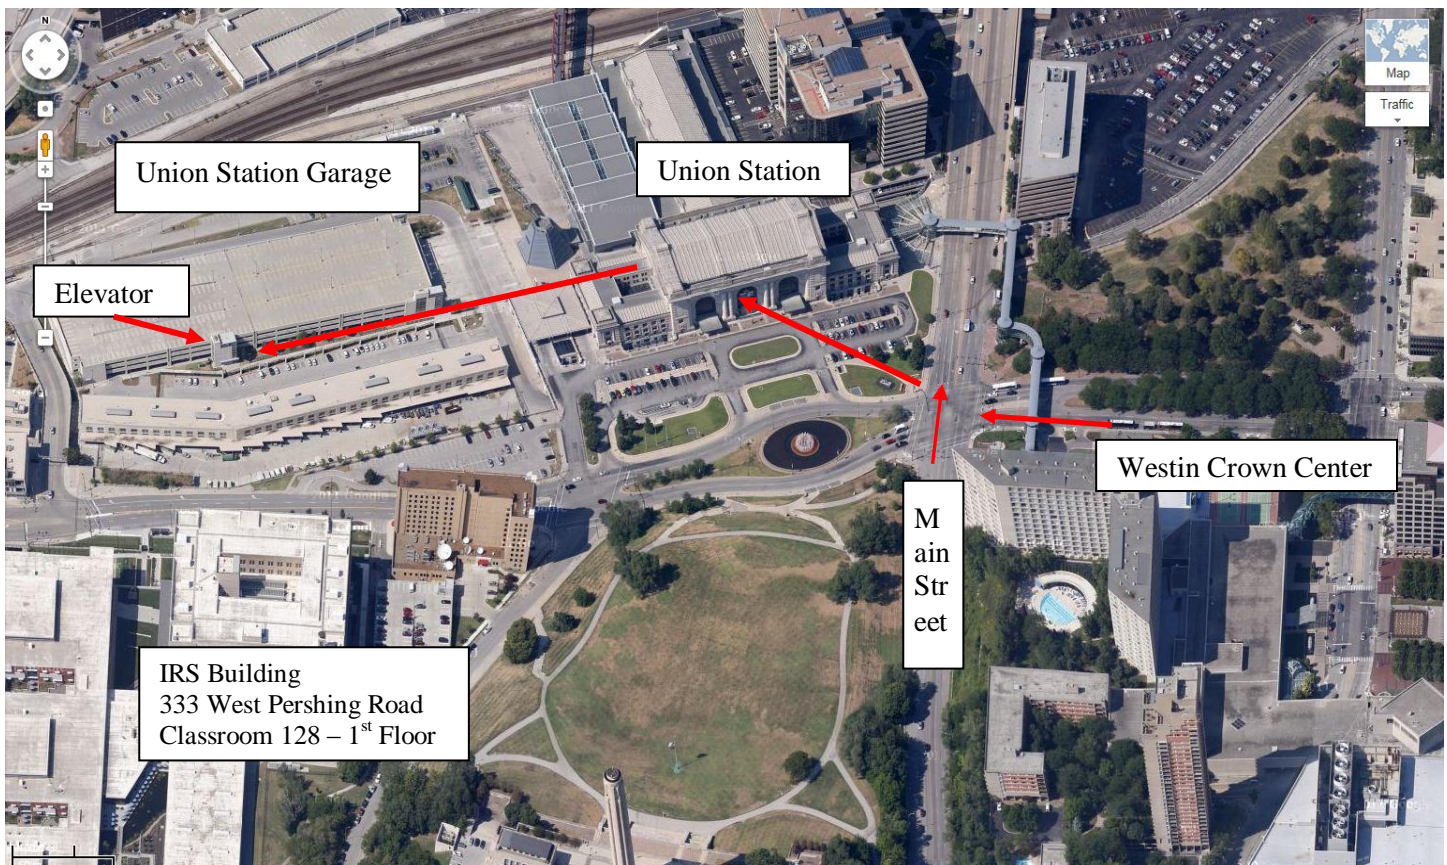 N
Map
Traffic
Union Station Garage
Union Station
Elevator
Westin Crown Center
M
ain
Str
eet
IRS Building
333 West Pershing Road
Classroom 128 – 1st Floor